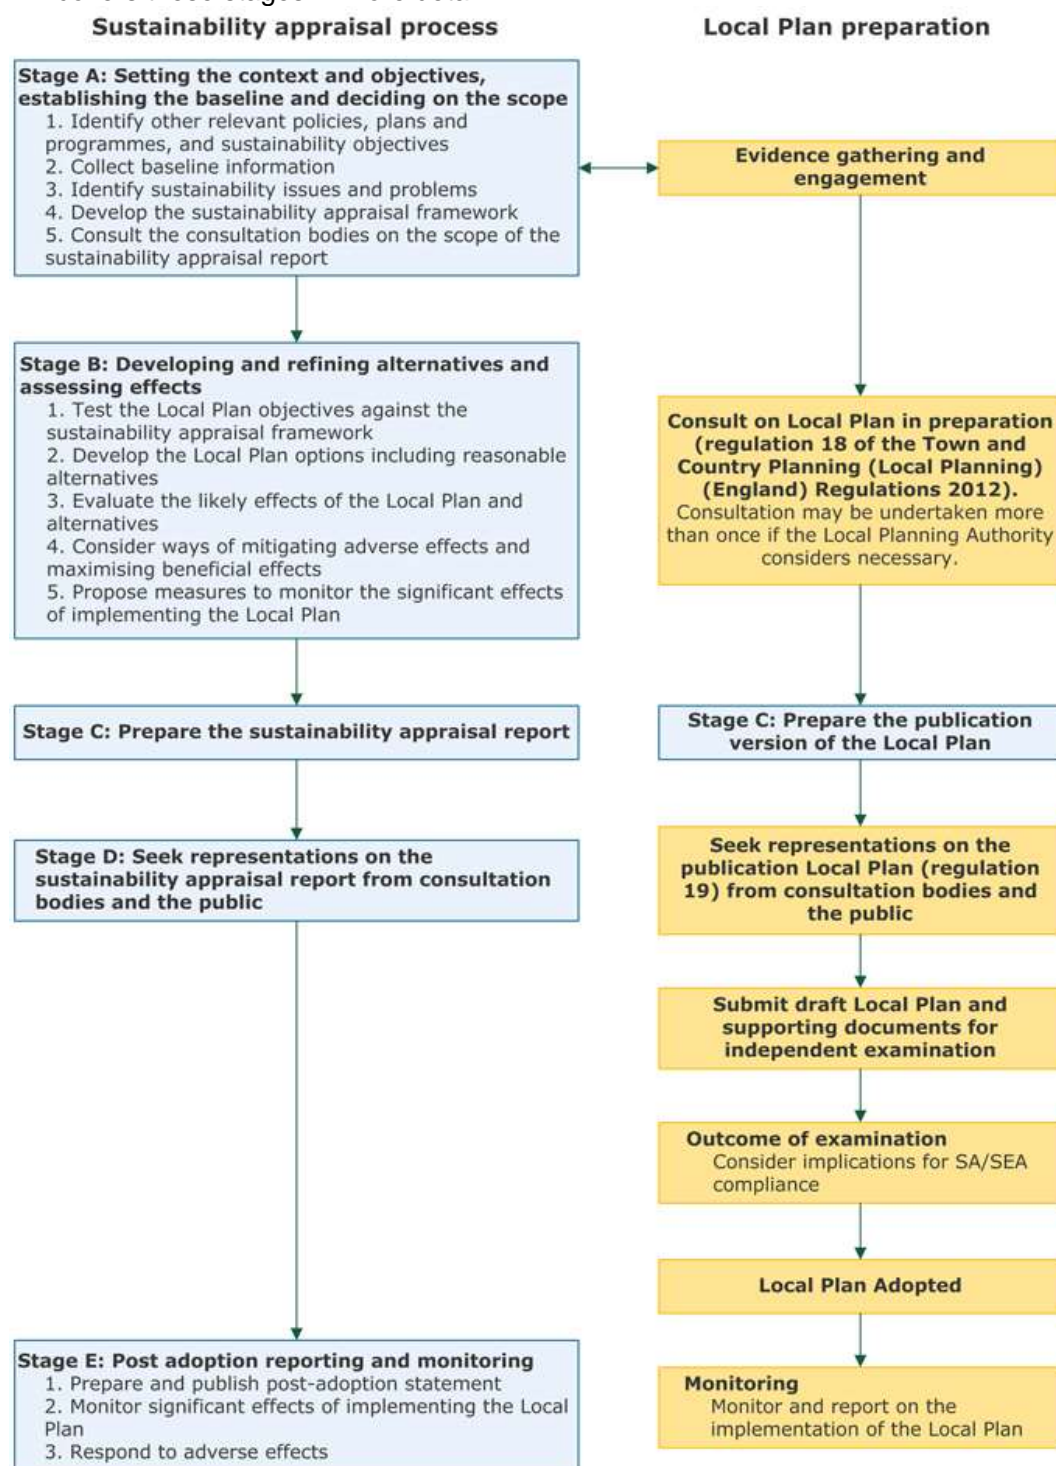 Sustainability appraisal process
Stage A: Setting the context and objectives,
establishing the baseline and deciding on the scope
1. Identify other relevant policies, plans and
programmes, and sustainability objectives
2. Collect baseline information
3. Identify sustainability issues and problems
4. Develop the sustainability appraisal framework
5. Consult the consultation bodies on the scope of the
sustainability appraisal report
Stage B: Developing and refining alternatives and
assessing effects
1. Test the Local Plan objectives against the
sustainability appraisal framework
2. Develop the Local Plan options including reasonable
alternatives
3. Evaluate the likely effects of the Local Plan and
alternatives
4. Consider ways of mitigating adverse effects and
maximising beneficial effects
5. Propose measures to monitor the significant effects
of implementing the Local Plan
Stage C: Prepare the sustainability appraisal report
Stage D: Seek representations on the
sustainability appraisal report from consultation
bodies and the public
Stage E: Post adoption reporting and monitoring
1. Prepare and publish post-adoption statement
2. Monitor significant effects of implementing the Local
Plan
3. Respond to adverse effects
Local Plan preparation
Evidence gathering and
engagement
Consult on Local Plan in preparation
(regulation 18 of the Town and
Country Planning (Local Planning)
(England) Regulations 2012).
Consultation may be undertaken more
than once if the Local Planning Authority
considers necessary.
Stage C: Prepare the publication
version of the Local Plan
Seek representations on the
publication Local Plan (regulation
19) from consultation bodies and
the public
Submit draft Local Plan and
supporting documents for
independent examination
Outcome of examination
Consider implications for SA/SEA
compliance
Local Plan Adopted
Monitoring
Monitor and report on the
implementation of the Local Plan